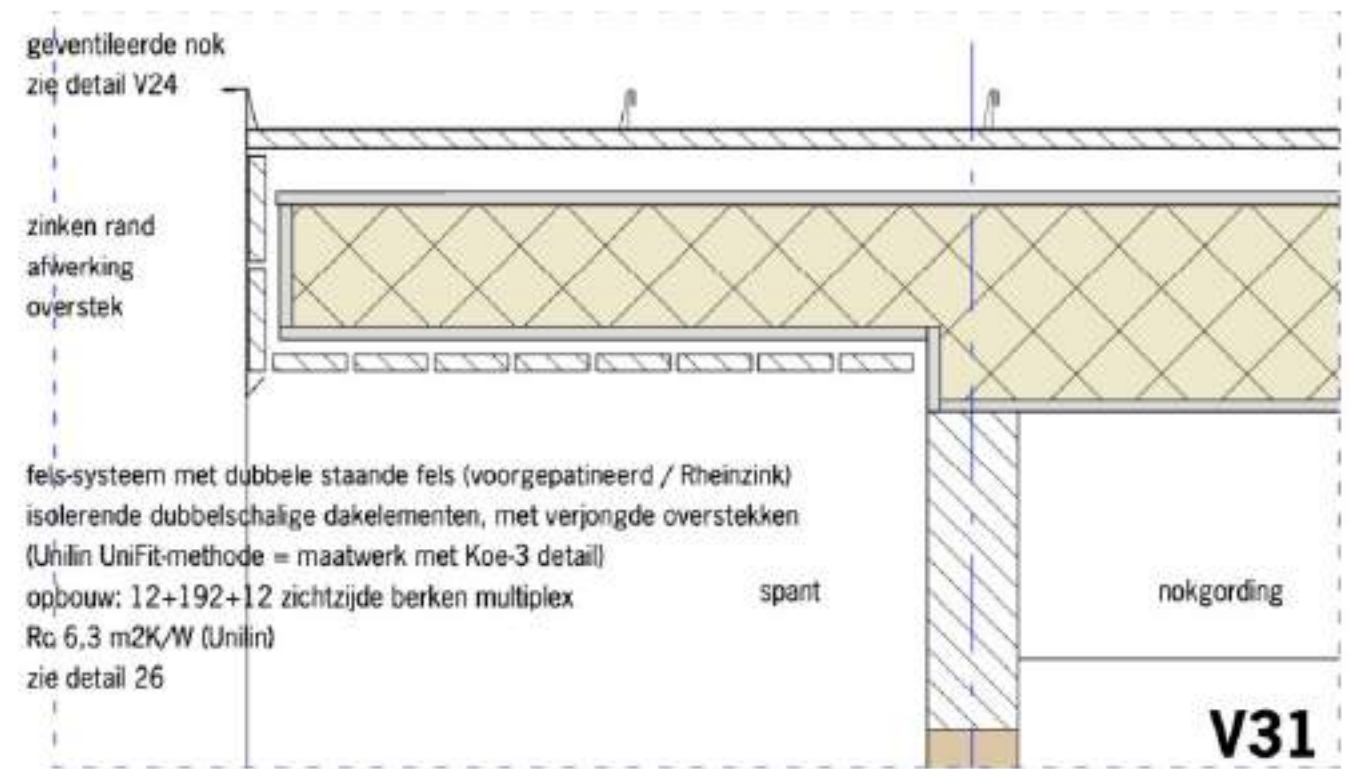 geventileerde nok
zie detail V24
zinken rand
afwerking
overstek
fels-systeem met dubbele staande fels (voorgepatineerd / Rheinzink)
isolerende dubbelschalige dakelementen, met verjongde overstekken
(Unilin UniFit-methode = maatwerk met Koe-3 detail)
opbouw: 12+192+12 zichtzijde berken multiplex
Rc 6,3 m2K/W (Unilin)
zie detail 26
spant
nokgording
V31